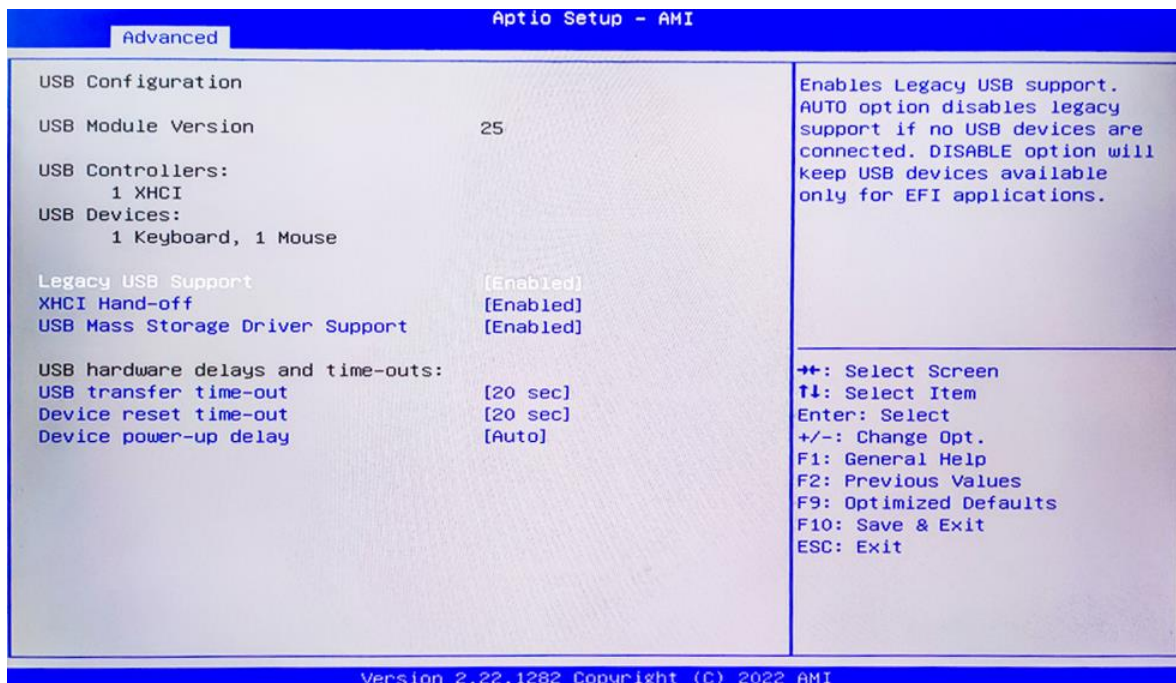 Aptio Setup - AMI
Advanced
USB Configuration
USB Module Version 25
USB Controllers:
1 XHCI
USB Devices:
1 Keyboard, 1 Mouse
Legacy USB Support [Enabled]
XHCI Hand-off [Enabled]
USB Mass Storage Driver Support [Enabled]
USB hardware delays and time-outs:
USB transfer time-out [20 sec]
Device reset time-out [20 sec]
Device power-up delay [Auto]
Enables Legacy USB support.
AUTO option disables legacy
support if no USB devices are
connected. DISABLE option will
keep USB devices available
only for EFI applications.
→←: Select Screen
↑↓: Select Item
Enter: Select
+/-: Change Opt.
F1: General Help
F2: Previous Values
F9: Optimized Defaults
F10: Save & Exit
ESC: Exit
Version 2.22.1282 Copyright (C) 2022 AMI